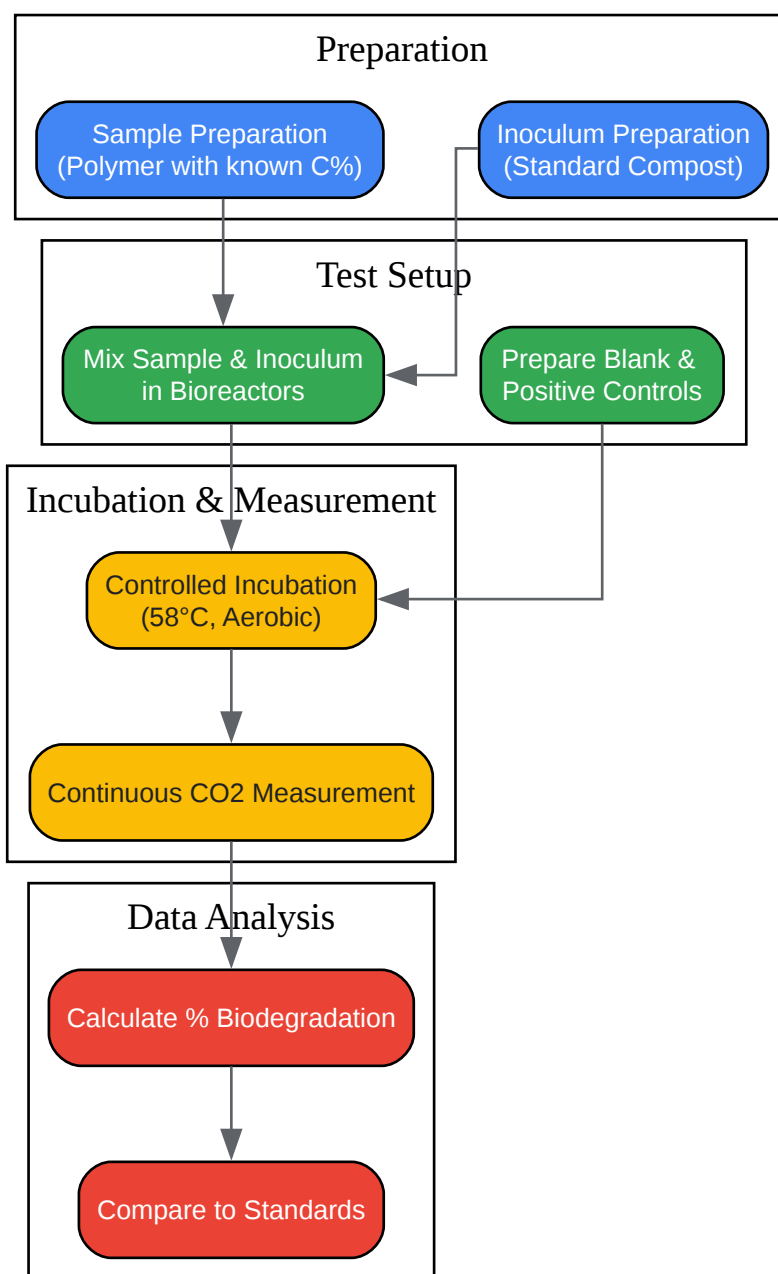 Preparation
Sample Preparation
(Polymer with known C%)
Inoculum Preparation
(Standard Compost)
Test Setup
Mix Sample & Inoculum
in Bioreactors
Prepare Blank &
Positive Controls
Incubation & Measurement
Controlled Incubation
(58°C, Aerobic)
Continuous CO2 Measurement
Data Analysis
Calculate % Biodegradation
Compare to Standards